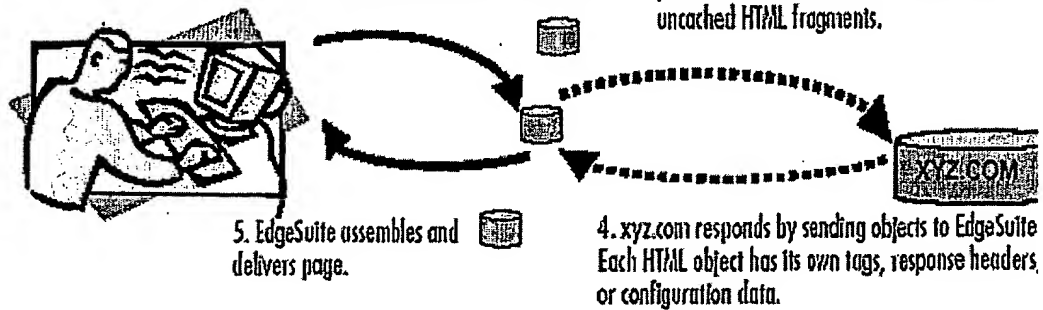 uncached HTML fragments.
XYZ.COM
5. EdgeSuite assembles and
delivers page.
4. xyz.com responds by sending objects to EdgeSuite
Each HTML object has its own tags, response headers,
or configuration data.